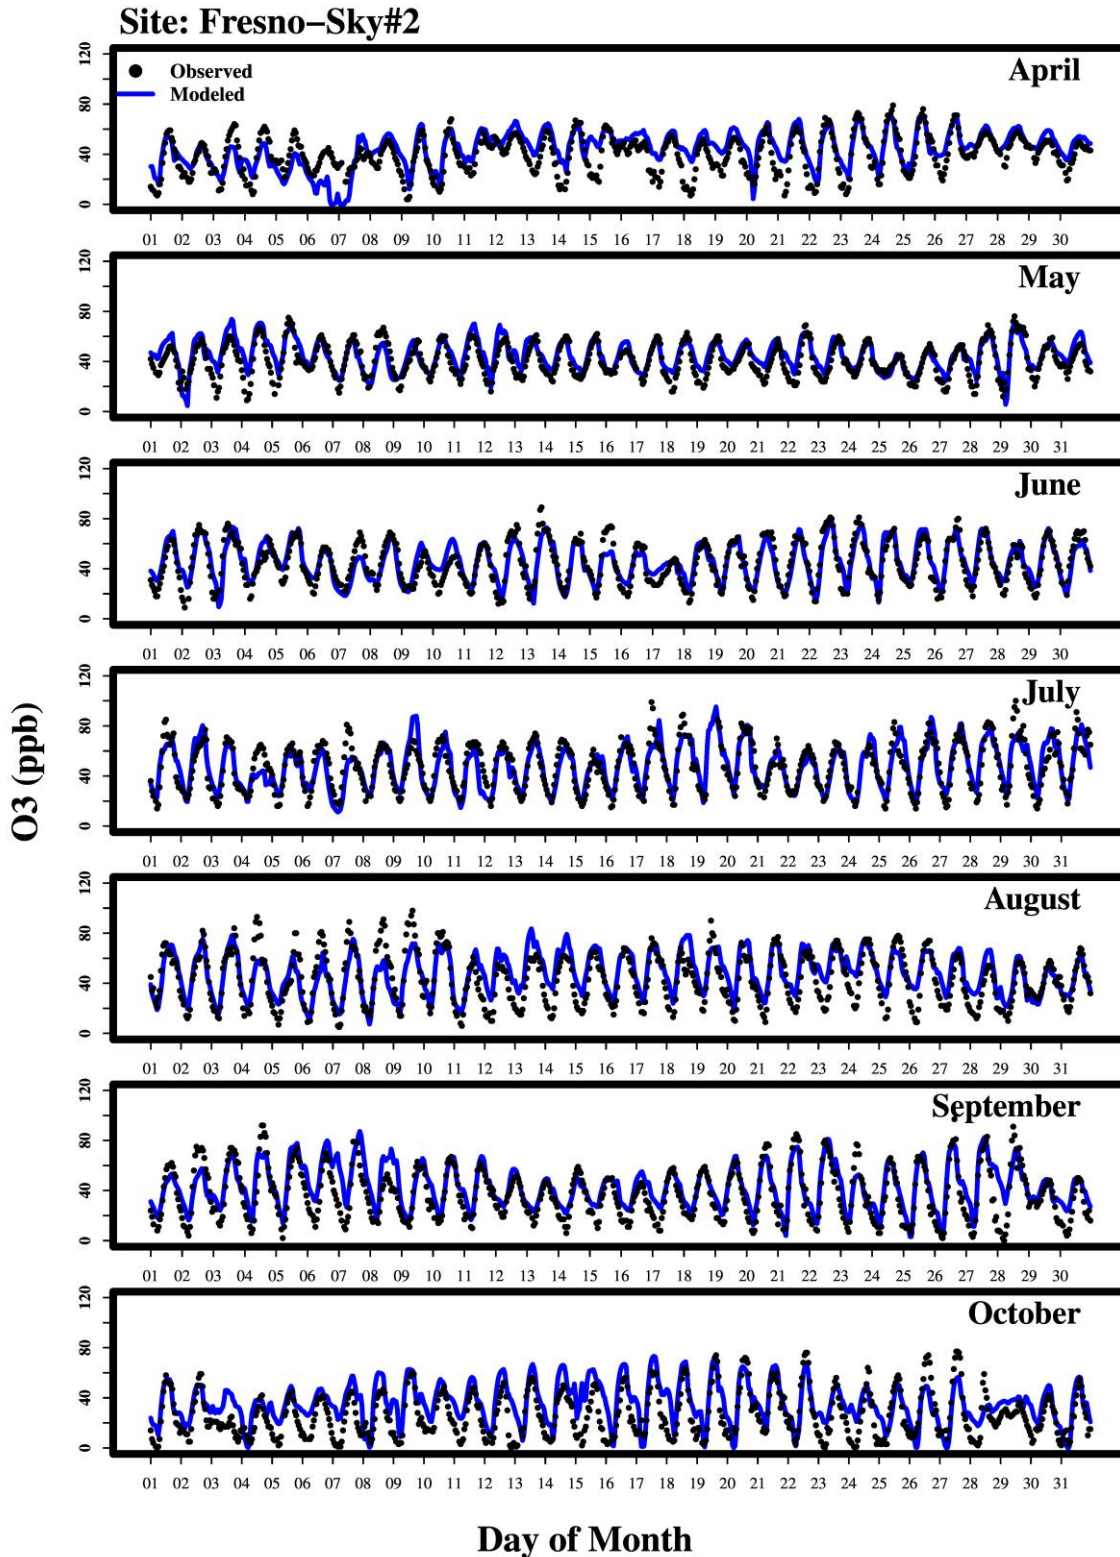 Site: Fresno–Sky#2
O3 (ppb)
Observed
Modeled
April
0 40 80 120
01 02 03 04 05 06 07 08 09 10 11 12 13 14 15 16 17 18 19 20 21 22 23 24 25 26 27 28 29 30
May
0 40 80 120
01 02 03 04 05 06 07 08 09 10 11 12 13 14 15 16 17 18 19 20 21 22 23 24 25 26 27 28 29 30 31
June
0 40 80 120
01 02 03 04 05 06 07 08 09 10 11 12 13 14 15 16 17 18 19 20 21 22 23 24 25 26 27 28 29 30
July
0 40 80 120
01 02 03 04 05 06 07 08 09 10 11 12 13 14 15 16 17 18 19 20 21 22 23 24 25 26 27 28 29 30 31
August
0 40 80 120
01 02 03 04 05 06 07 08 09 10 11 12 13 14 15 16 17 18 19 20 21 22 23 24 25 26 27 28 29 30 31
September
0 40 80 120
01 02 03 04 05 06 07 08 09 10 11 12 13 14 15 16 17 18 19 20 21 22 23 24 25 26 27 28 29 30
October
0 40 80 120
01 02 03 04 05 06 07 08 09 10 11 12 13 14 15 16 17 18 19 20 21 22 23 24 25 26 27 28 29 30 31
Day of Month